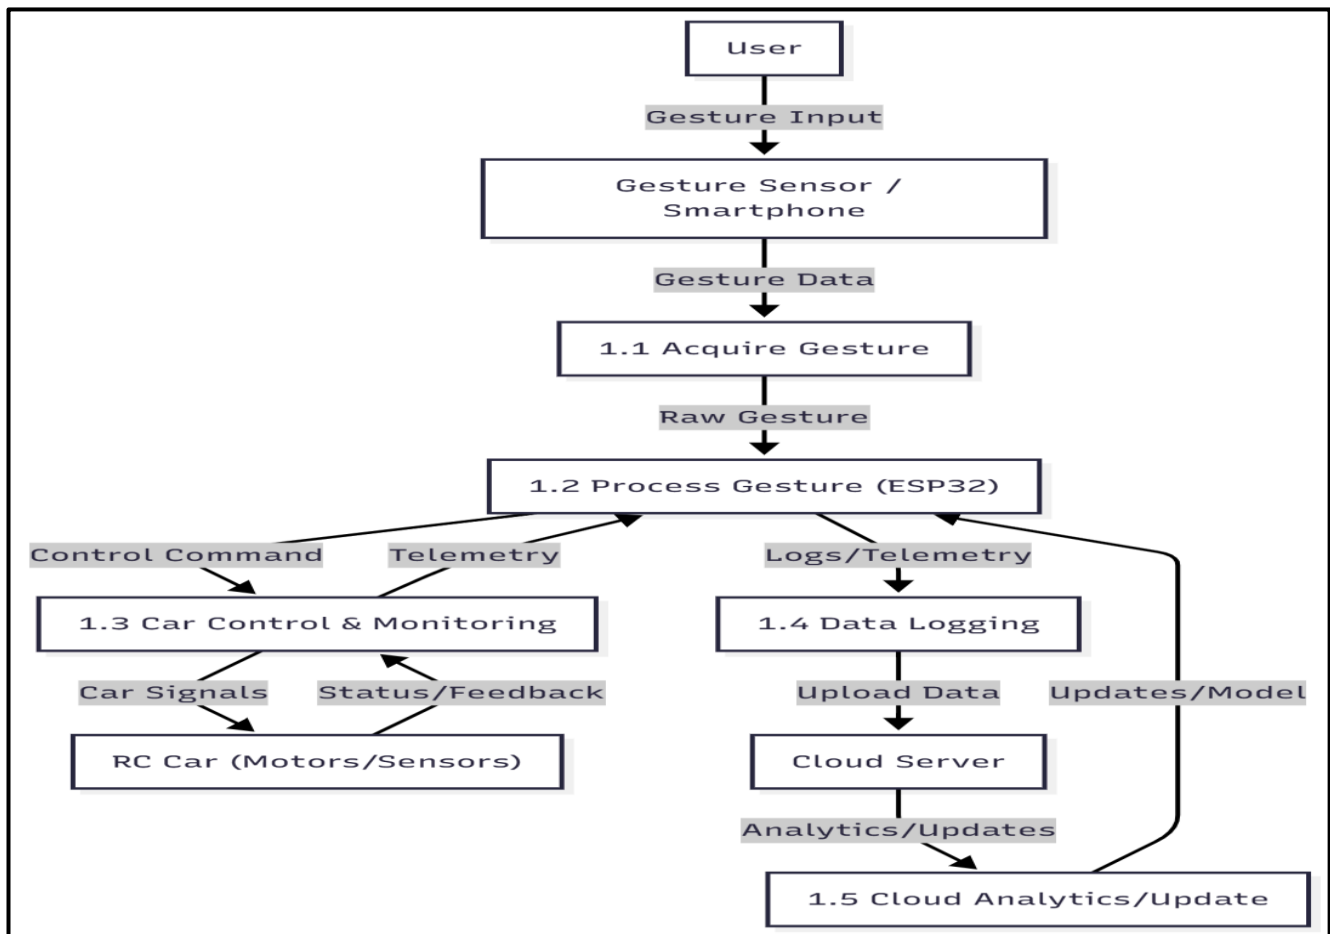 User
Gesture Input
Gesture Sensor /
Smartphone
Gesture Data
1.1 Acquire Gesture
Raw Gesture
1.2 Process Gesture (ESP32)
Control Command
Telemetry
Logs/Telemetry
1.3 Car Control & Monitoring
1.4 Data Logging
Car Signals
Status/Feedback
Upload Data
Updates/Model
RC Car (Motors/Sensors)
Cloud Server
Analytics/Updates
1.5 Cloud Analytics/Update